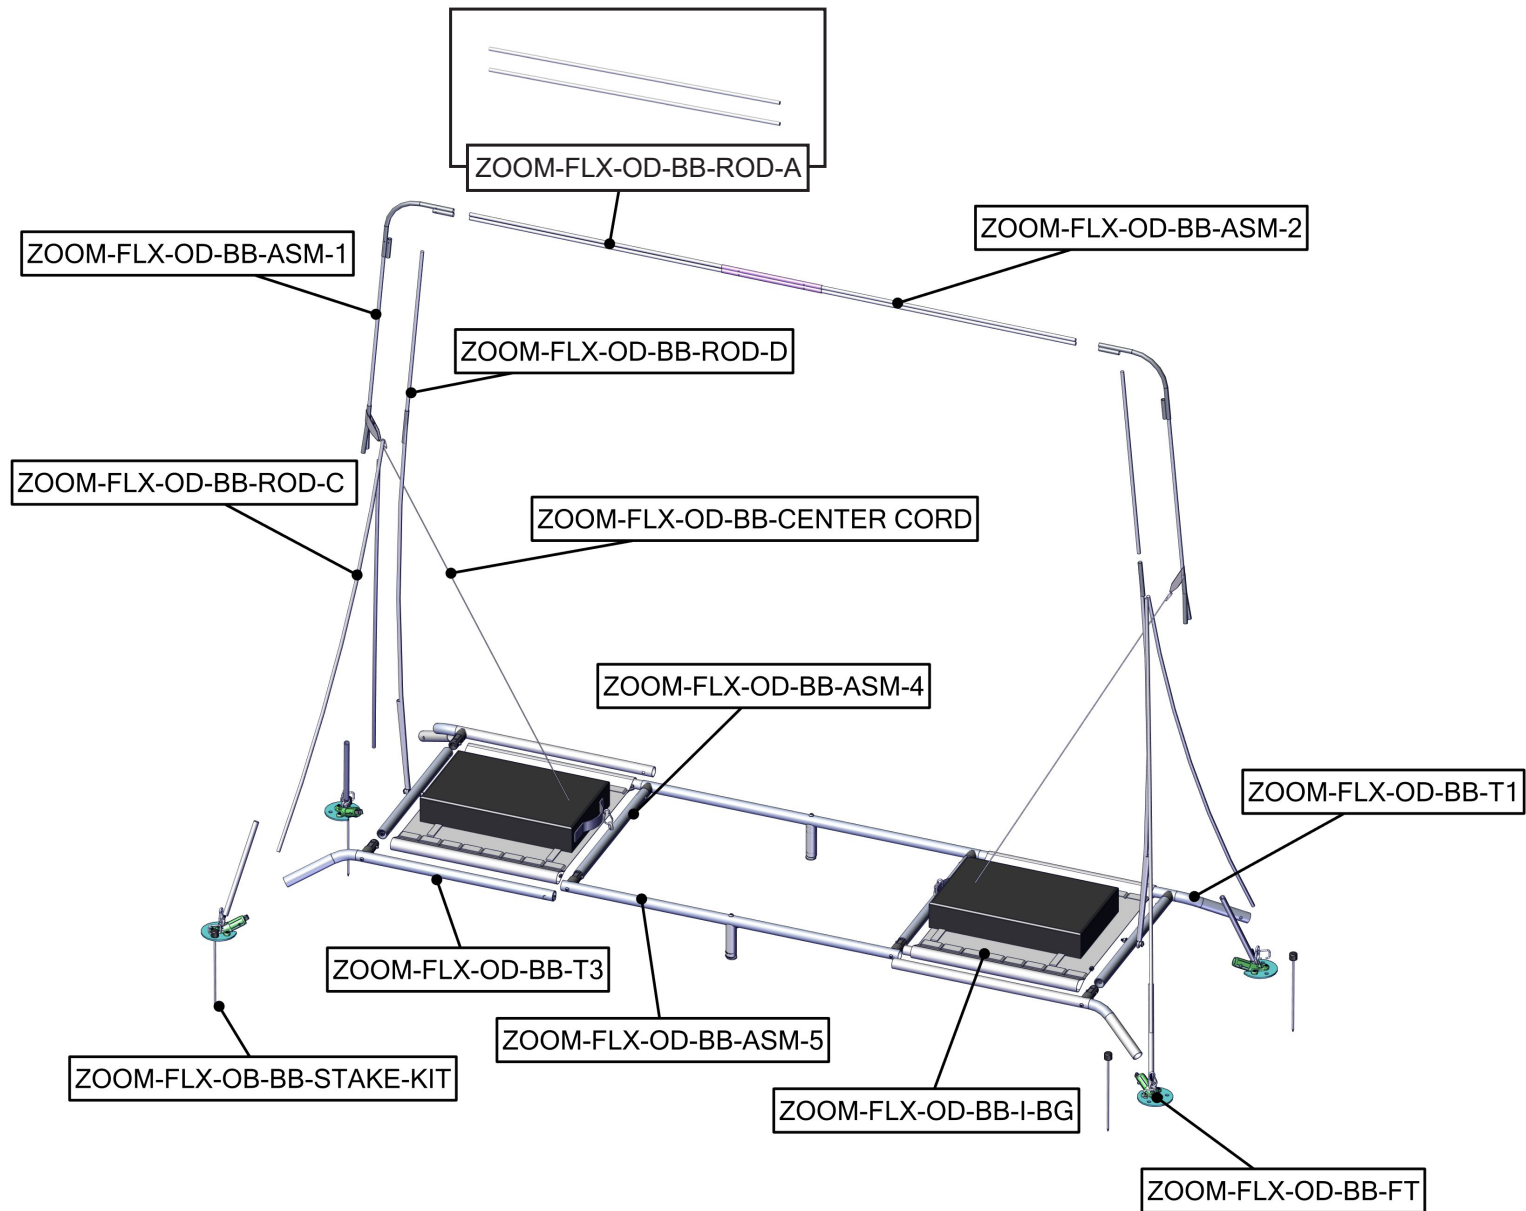 ZOOM-FLX-OD-BB-ROD-A
ZOOM-FLX-OD-BB-ASM-2
ZOOM-FLX-OD-BB-ASM-1
ZOOM-FLX-OD-BB-ROD-D
ZOOM-FLX-OD-BB-ROD-C
ZOOM-FLX-OD-BB-CENTER CORD
ZOOM-FLX-OD-BB-ASM-4
ZOOM-FLX-OD-BB-T1
ZOOM-FLX-OD-BB-T3
ZOOM-FLX-OD-BB-ASM-5
ZOOM-FLX-OB-BB-STAKE-KIT
ZOOM-FLX-OD-BB-I-BG
ZOOM-FLX-OD-BB-FT